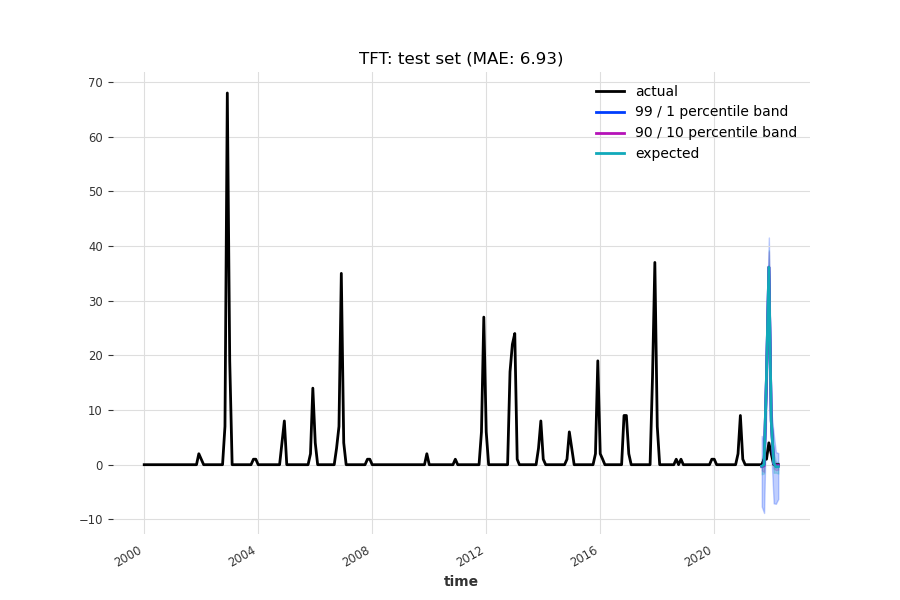 TFT: test set (MAE: 6.93)
actual
99 / 1 percentile band
90 / 10 percentile band
expected
70
60
50
40
30
20
10
0
−10
2000
2004
2008
2012
2016
2020
time